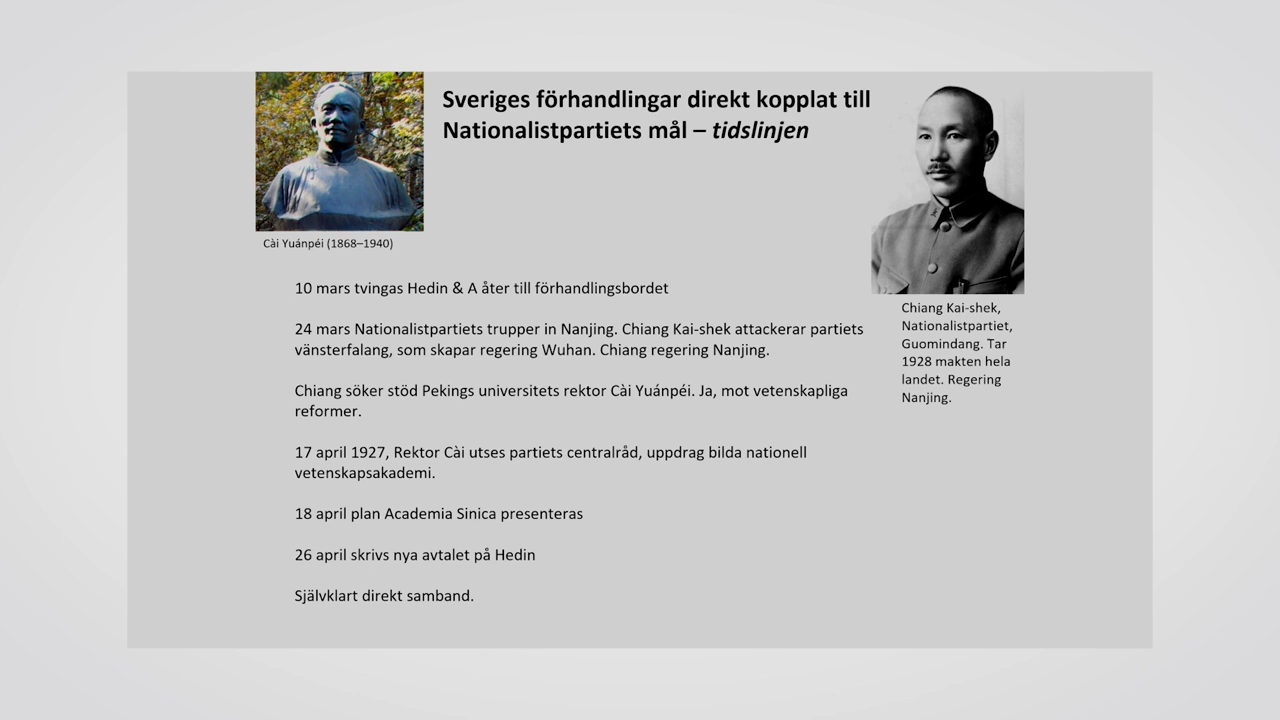 Sveriges förhandlingar direkt kopplat till
Nationalistpartiets mål – tidslinjen
Cài Yuánpéi (1868–1940)
10 mars tvingas Hedin & A åter till förhandlingsbordet
24 mars Nationalistpartiets trupper in Nanjing. Chiang Kai-shek attackerar partiets
vänsterfalang, som skapar regering Wuhan. Chiang regering Nanjing.
Chiang söker stöd Pekings universitets rektor Cài Yuánpéi. Ja, mot vetenskapliga
reformer.
17 april 1927, Rektor Cài utses partiets centralråd, uppdrag bilda nationell
vetenskapsakademi.
18 april plan Academia Sinica presenteras
26 april skrivs nya avtalet på Hedin
Självklart direkt samband.
Chiang Kai-shek,
Nationalistpartiet,
Guomindang. Tar
1928 makten hela
landet. Regering
Nanjing.